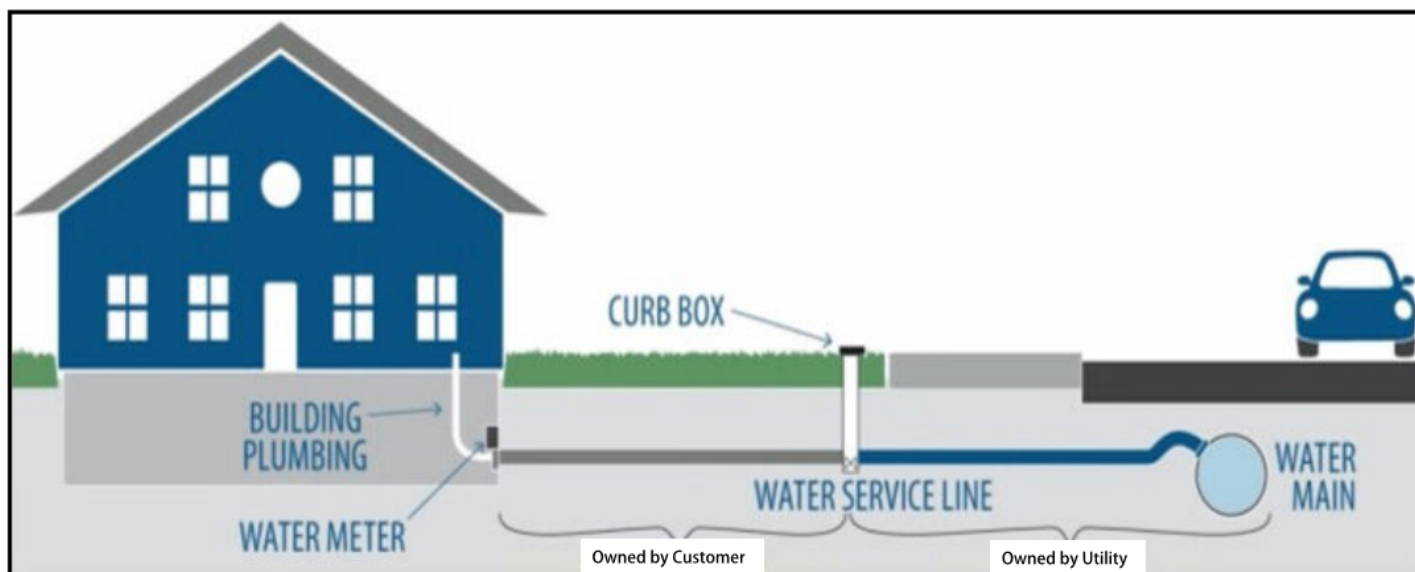 CURB BOX
BUILDING
PLUMBING
WATER METER
WATER SERVICE LINE
WATER
MAIN
Owned by Customer
Owned by Utility